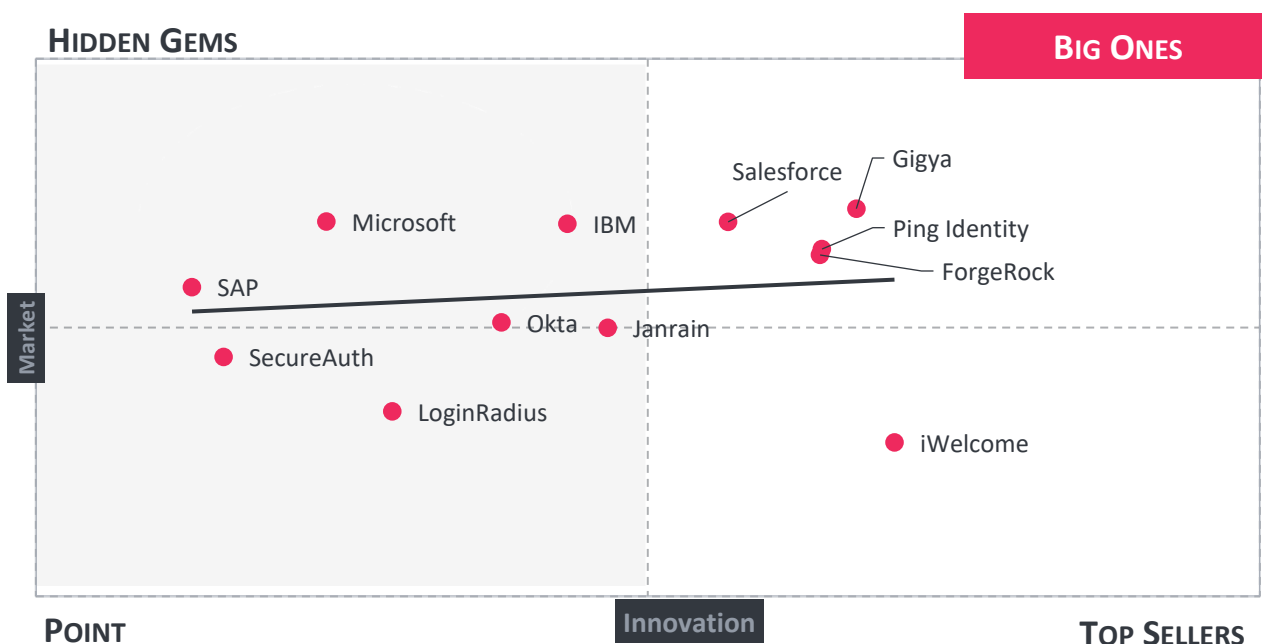 HIDDEN GEMS
BIG ONES
Gigya
Salesforce
Microsoft
IBM
Ping Identity
ForgeRock
SAP
Okta
Janrain
Market
SecureAuth
LoginRadius
iWelcome
Innovation
POINT
TOP SELLERS